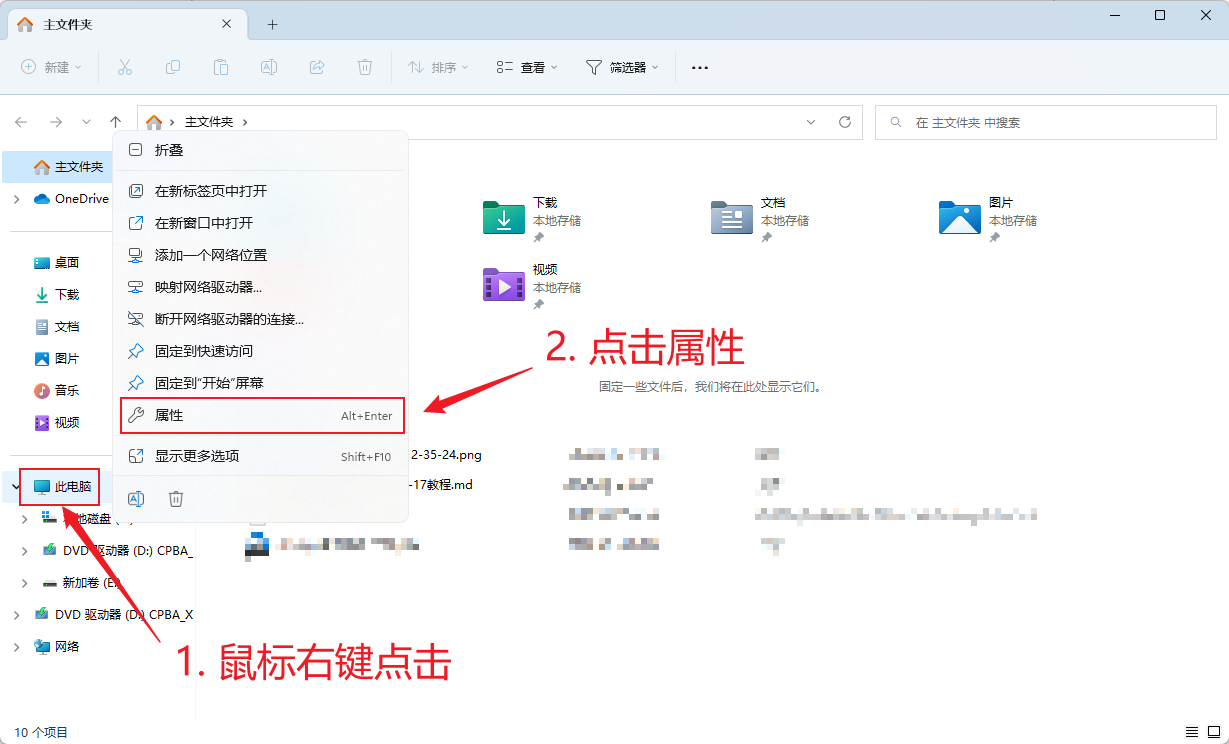 主文件夹
新建
排序
查看
筛选器
主文件夹
在 主文件夹 中搜索
主文件夹
OneDrive
桌面
下载
文档
图片
音乐
视频
此电脑
地磁盘
DVD 驱动器 (D:) CPBA_
新加卷 (E:)
DVD 驱动器 (D:) CPBA_X
网络
折叠
在新标签页中打开
在新窗口中打开
添加一个网络位置
映射网络驱动器...
断开网络驱动器的连接...
固定到快速访问
固定到"开始"屏幕
属性 Alt+Enter
显示更多选项 Shift+F10
下载
本地存储
文档
本地存储
图片
本地存储
视频
本地存储
2. 点击属性
固定一些文件后，我们将在此处显示它们。
2-35-24.png
-17教程.md
1. 鼠标右键点击
10 个项目